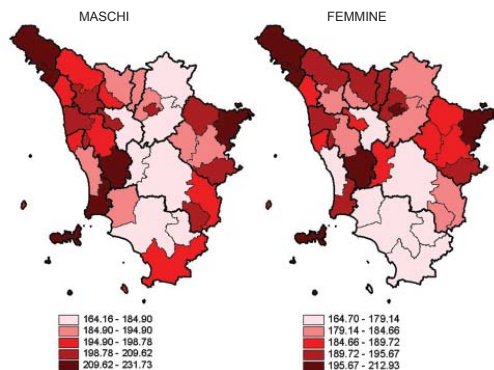 MASCHI
FEMMINE
164.16 - 184.90
184.90 - 194.90
194.90 - 198.78
198.78 - 209.62
209.62 - 231.73
164.70 - 179.14
179.14 - 184.66
184.66 - 189.72
189.72 - 195.67
195.67 - 212.93